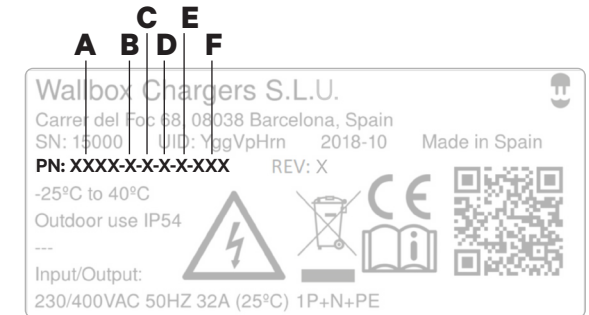 A B C D E F
Wallbox Chargers S.L.U.
Carrer del Foc 68, 08038 Barcelona, Spain
SN: 15000 UID: YggVpHrn 2018-10 Made in Spain
PN: XXXX-X-X-X-X-XXX REV: X
-25ºC to 40ºC
Outdoor use IP54
---
Input/Output:
230/400VAC 50HZ 32A (25ºC) 1P+N+PE